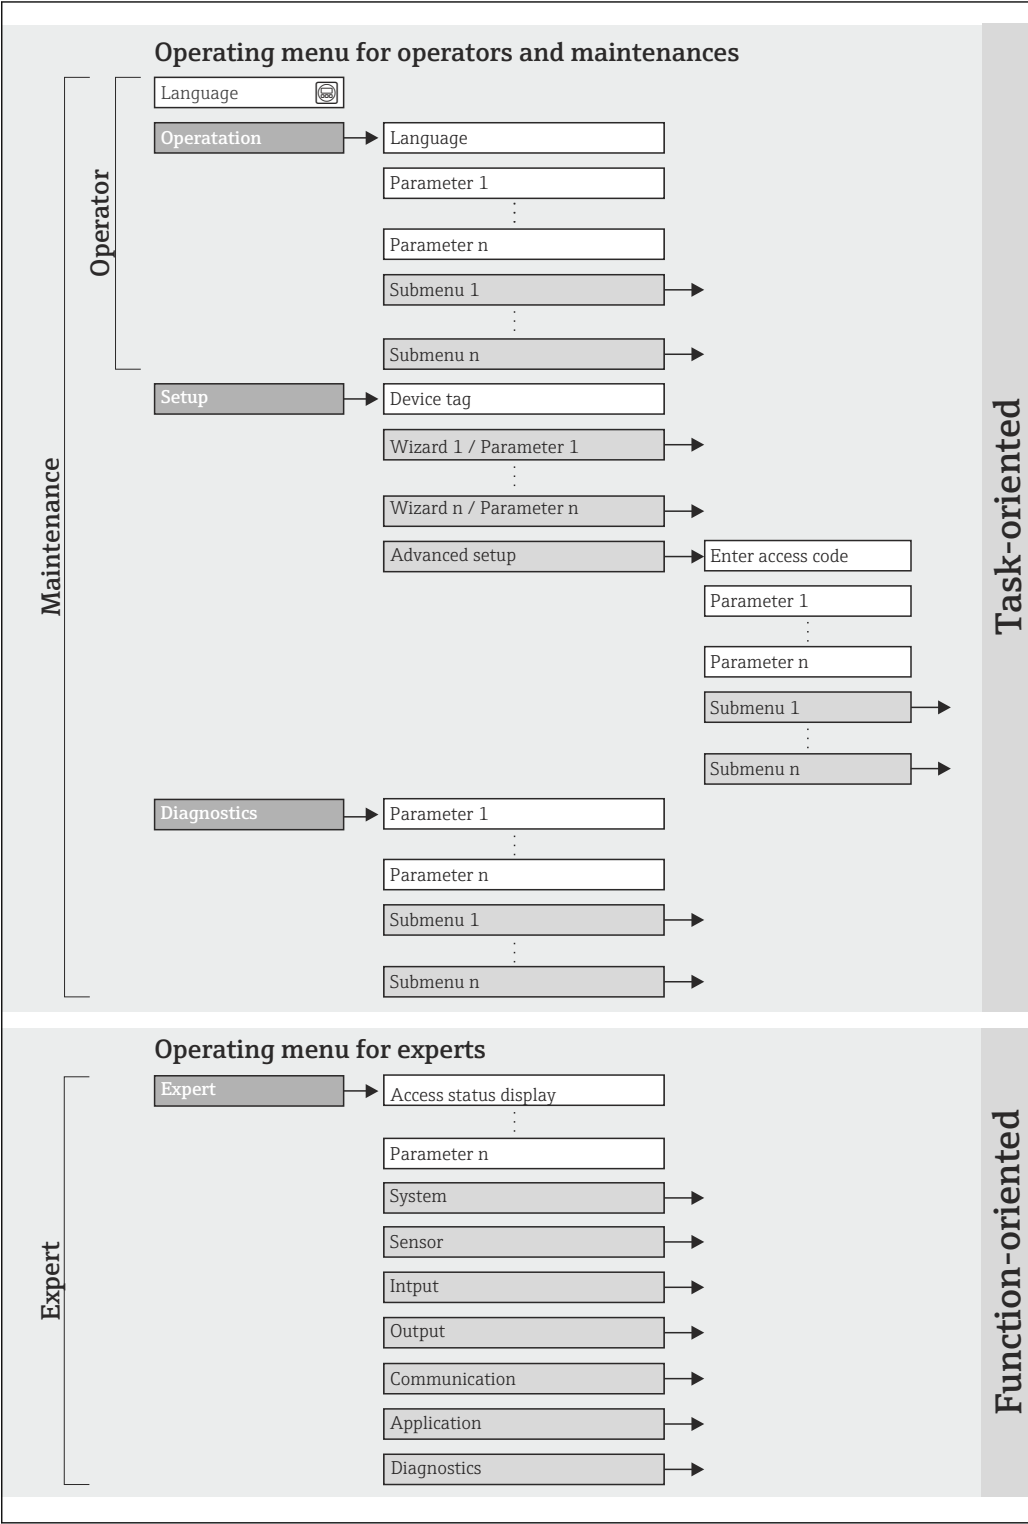 Operating menu for operators and maintenances
Language
Operatation
Language
Parameter 1
Parameter n
Submenu 1
Submenu n
Operator
Setup
Device tag
Wizard 1 / Parameter 1
Wizard n / Parameter n
Advanced setup
Enter access code
Parameter 1
Parameter n
Submenu 1
Submenu n
Maintenance
Diagnostics
Parameter 1
Parameter n
Submenu 1
Submenu n
Task-oriented
Operating menu for experts
Expert
Access status display
Parameter n
System
Sensor
Intput
Output
Communication
Application
Diagnostics
Expert
Function-oriented